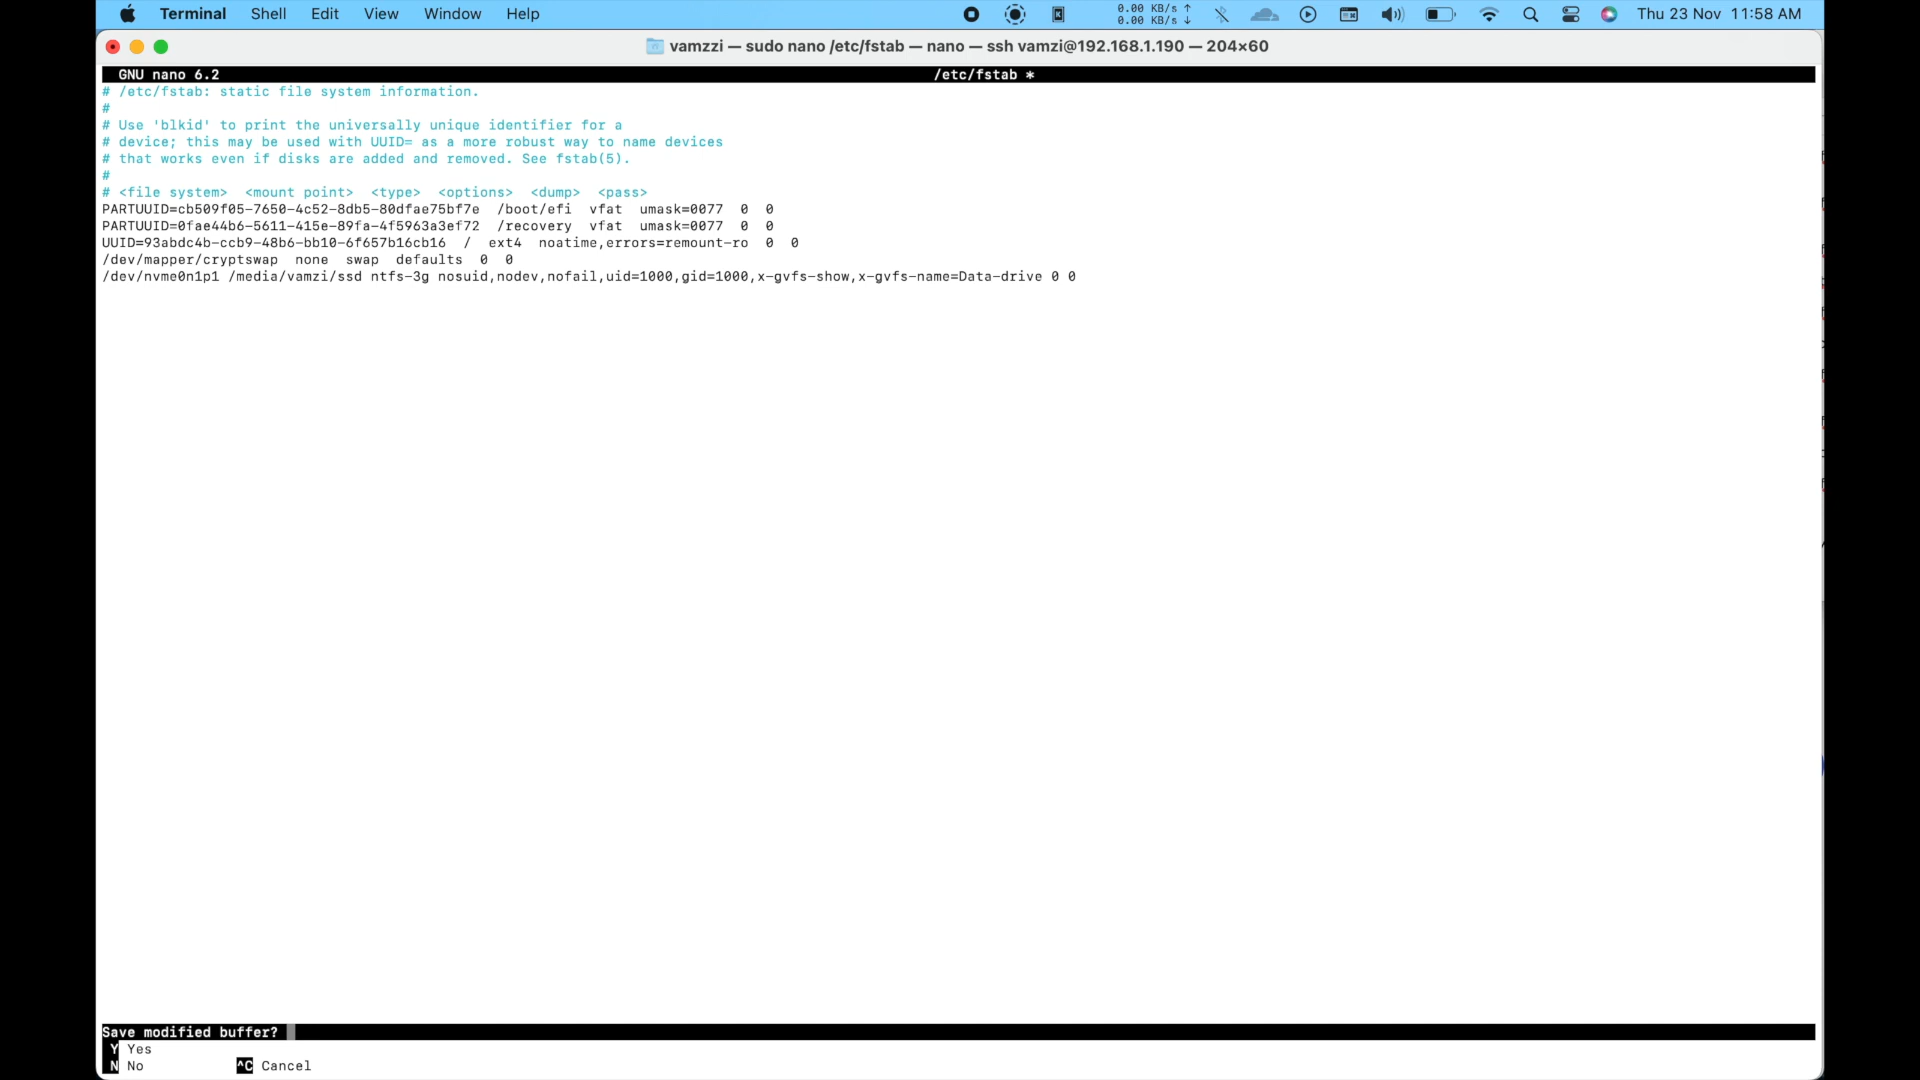 Terminal Shell Edit View Window Help 0.00 KB/s ↑ 0.00 KB/s ↓ Thu 23 Nov 11:58 AM
vamzzi — sudo nano /etc/fstab — nano — ssh vamzi@192.168.1.190 — 204×60
GNU nano 6.2 /etc/fstab *
# /etc/fstab: static file system information.
#
# Use 'blkid' to print the universally unique identifier for a
# device; this may be used with UUID= as a more robust way to name devices
# that works even if disks are added and removed. See fstab(5).
#
# <file system> <mount point> <type> <options> <dump> <pass>
PARTUUID=cb509f05-7650-4c52-8db5-80dfae75bf7e /boot/efi vfat umask=0077 0 0
PARTUUID=0fae44b6-5611-415e-89fa-4f5963a3ef72 /recovery vfat umask=0077 0 0
UUID=93abdc4b-ccb9-48b6-bb10-6f657b16cb16 / ext4 noatime,errors=remount-ro 0 0
/dev/mapper/cryptswap none swap defaults 0 0
/dev/nvme0n1p1 /media/vamzi/ssd ntfs-3g nosuid,nodev,nofail,uid=1000,gid=1000,x-gvfs-show,x-gvfs-name=Data-drive 0 0
Save modified buffer?
Y Yes
N No ^C Cancel